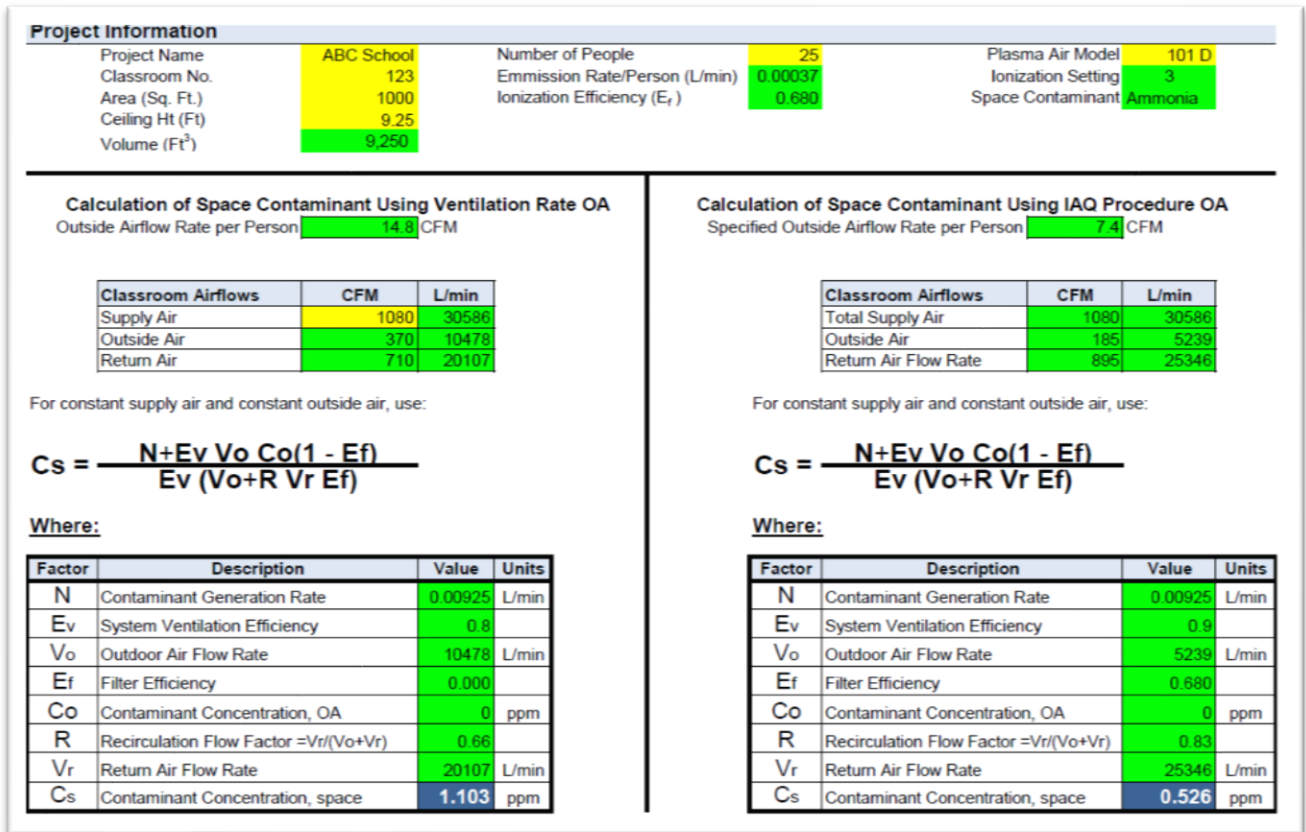 Project Information
Project Name ABC School Number of People 25 Plasma Air Model 101 D
Classroom No. 123 Emmission Rate/Person (L/min) 0.00037 Ionization Setting 3
Area (Sq. Ft.) 1000 Ionization Efficiency (Ef ) 0.680 Space Contaminant Ammonia
Ceiling Ht (Ft) 9.25
Volume (Ft³) 9,250
Calculation of Space Contaminant Using Ventilation Rate OA
Outside Airflow Rate per Person 14.8 CFM
Classroom Airflows CFM L/min
Supply Air 1080 30586
Outside Air 370 10478
Return Air 710 20107
For constant supply air and constant outside air, use:
Cs = N+Ev Vo Co(1 - Ef)
Ev (Vo+R Vr Ef)
Where:
Factor Description Value Units
N Contaminant Generation Rate 0.00925 L/min
Ev System Ventilation Efficiency 0.8
Vo Outdoor Air Flow Rate 10478 L/min
Ef Filter Efficiency 0.000
Co Contaminant Concentration, OA 0 ppm
R Recirculation Flow Factor =Vr/(Vo+Vr) 0.66
Vr Return Air Flow Rate 20107 L/min
Cs Contaminant Concentration, space 1.103 ppm
Calculation of Space Contaminant Using IAQ Procedure OA
Specified Outside Airflow Rate per Person 7.4 CFM
Classroom Airflows CFM L/min
Total Supply Air 1080 30586
Outside Air 185 5239
Return Air Flow Rate 895 25346
For constant supply air and constant outside air, use:
Cs = N+Ev Vo Co(1 - Ef)
Ev (Vo+R Vr Ef)
Where:
Factor Description Value Units
N Contaminant Generation Rate 0.00925 L/min
Ev System Ventilation Efficiency 0.9
Vo Outdoor Air Flow Rate 5239 L/min
Ef Filter Efficiency 0.680
Co Contaminant Concentration, OA 0 ppm
R Recirculation Flow Factor =Vr/(Vo+Vr) 0.83
Vr Return Air Flow Rate 25346 L/min
Cs Contaminant Concentration, space 0.526 ppm